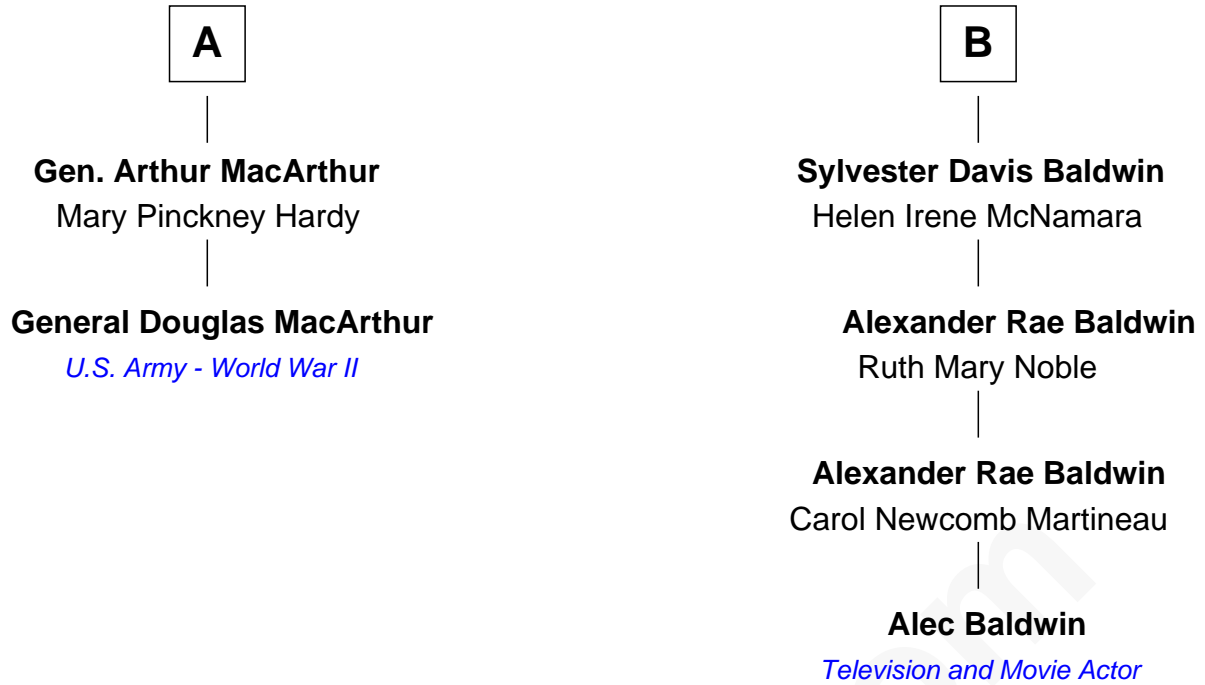 A
Gen. Arthur MacArthur
Mary Pinckney Hardy
General Douglas MacArthur
U.S. Army - World War II
B
Sylvester Davis Baldwin
Helen Irene McNamara
Alexander Rae Baldwin
Ruth Mary Noble
Alexander Rae Baldwin
Carol Newcomb Martineau
Alec Baldwin
Television and Movie Actor